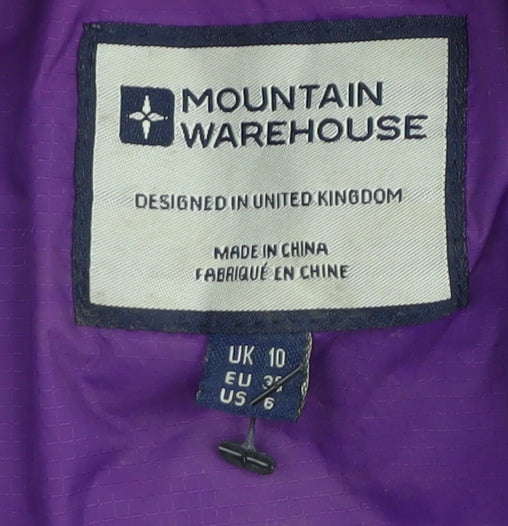 MOUNTAIN
WAREHOUSE
DESIGNED IN UNITED KINGDOM
MADE IN CHINA
FABRIQUÉ EN CHINE
UK 10
EU
US 6